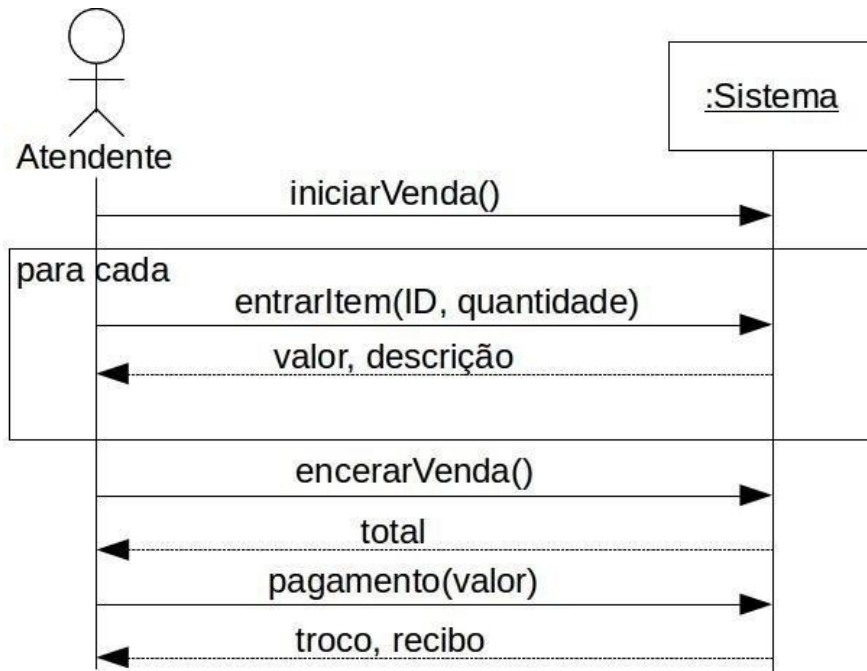 :Sistema
Atendente
iniciarVenda()
para cada
entrarItem(ID, quantidade)
valor, descrição
encerarVenda()
total
pagamento(valor)
troco, recibo